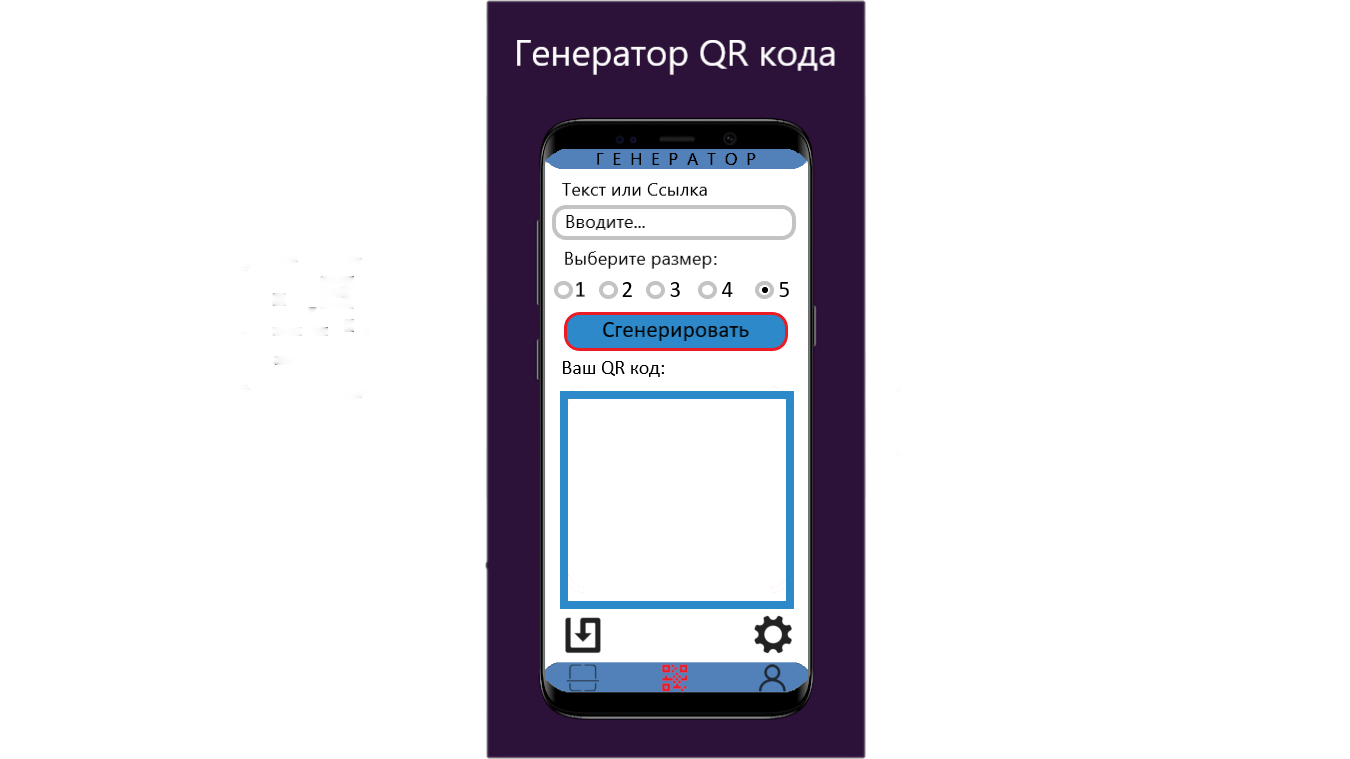 Генератор QR кода
ГЕНЕРАТОР
Текст или Ссылка
Вводите...
Выберите размер:
1 2 3 4 5
Сгенерировать
Ваш QR код: